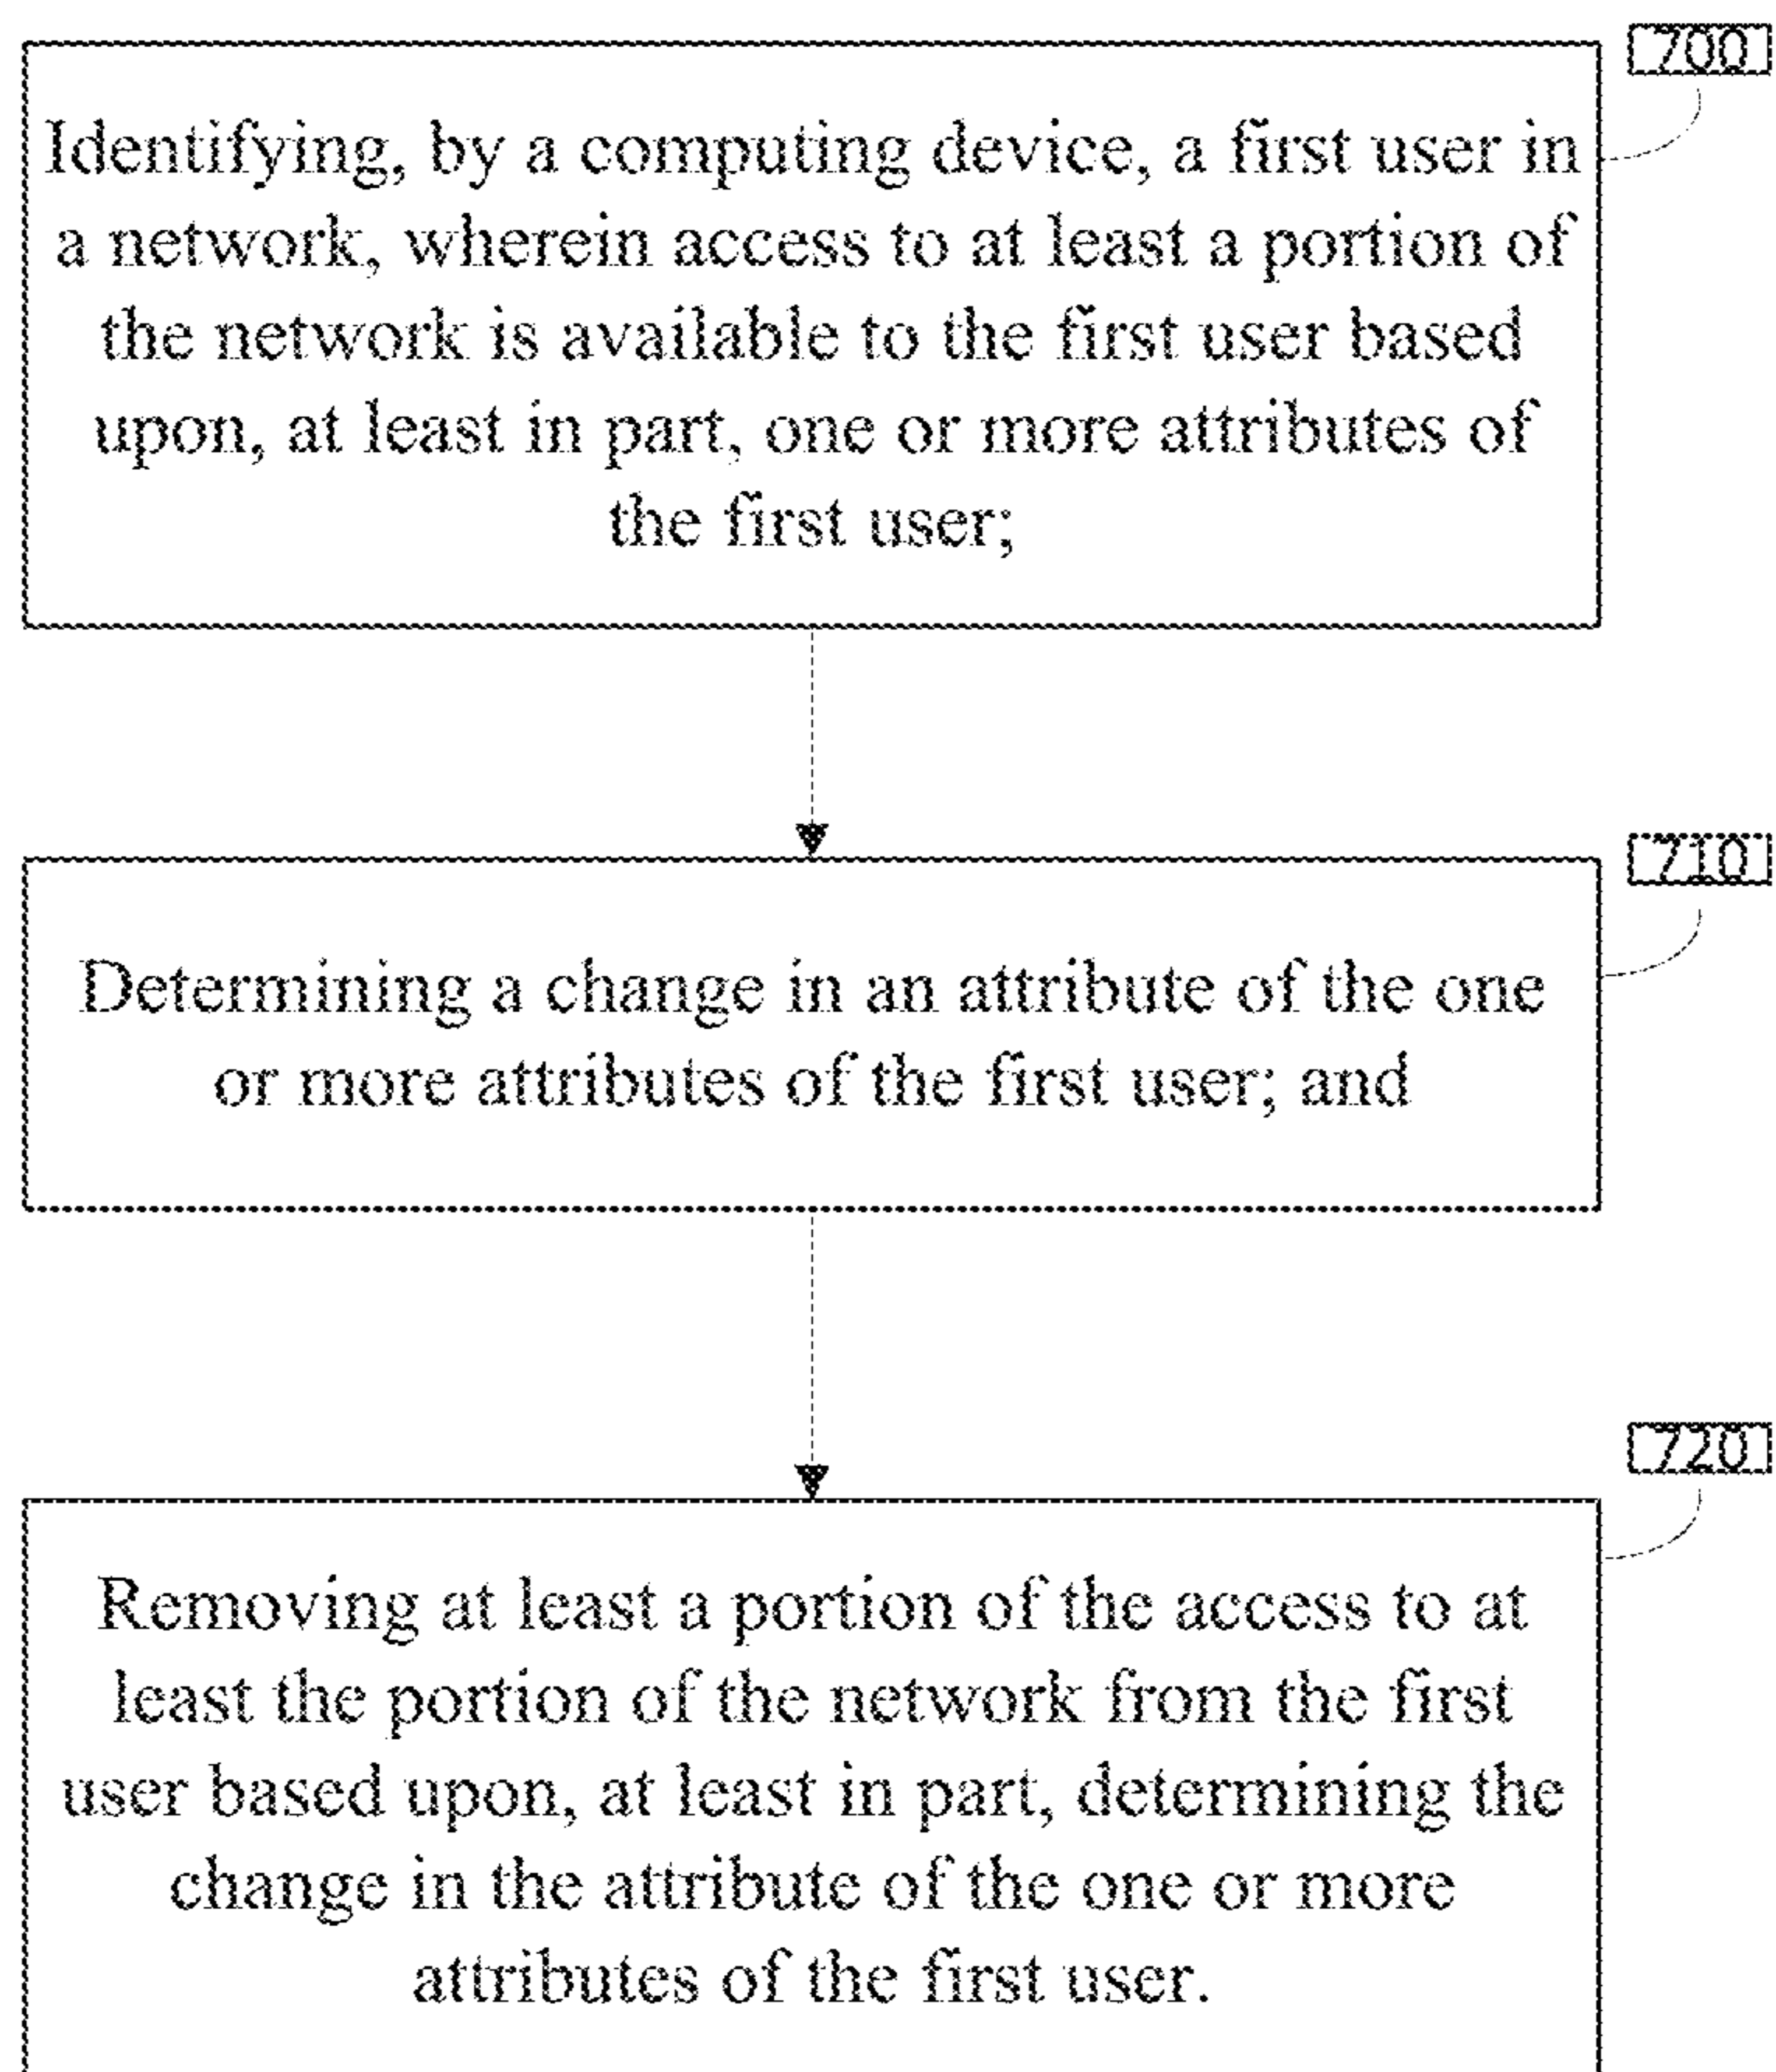 700
Identifying, by a computing device, a first user in
a network, wherein access to at least a portion of
the network is available to the first user based
upon, at least in part, one or more attributes of
the first user;
710
Determining a change in an attribute of the one
or more attributes of the first user; and
720
Removing at least a portion of the access to at
least the portion of the network from the first
user based upon, at least in part, determining the
change in the attribute of the one or more
attributes of the first user.